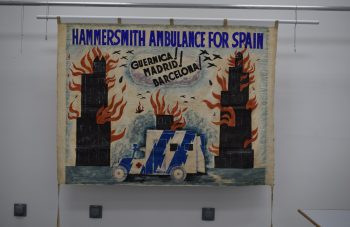 HAMMERSMITH AMBULANCE FOR SPAIN
GUERNICA/
MADRID/
BARCELONA/